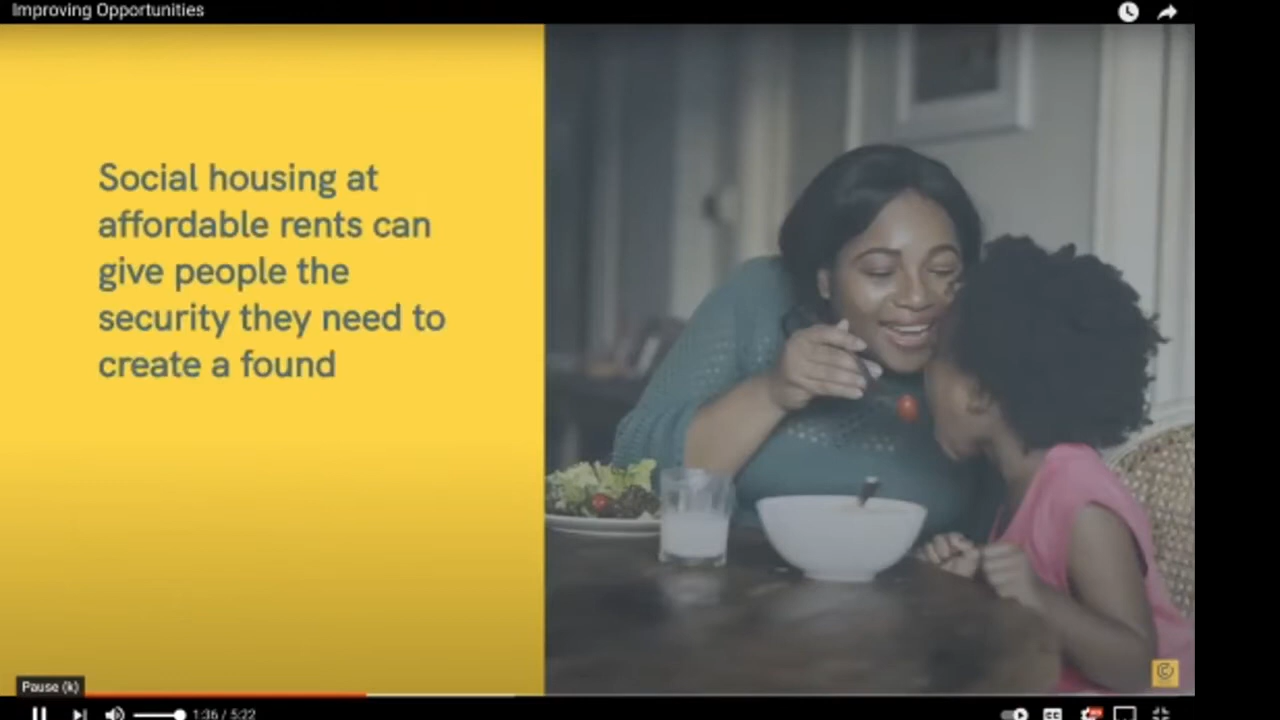 Improving Opportunities
Social housing at
affordable rents can
give people the
security they need to
create a found
Pause (k)
1:36 / 5:22